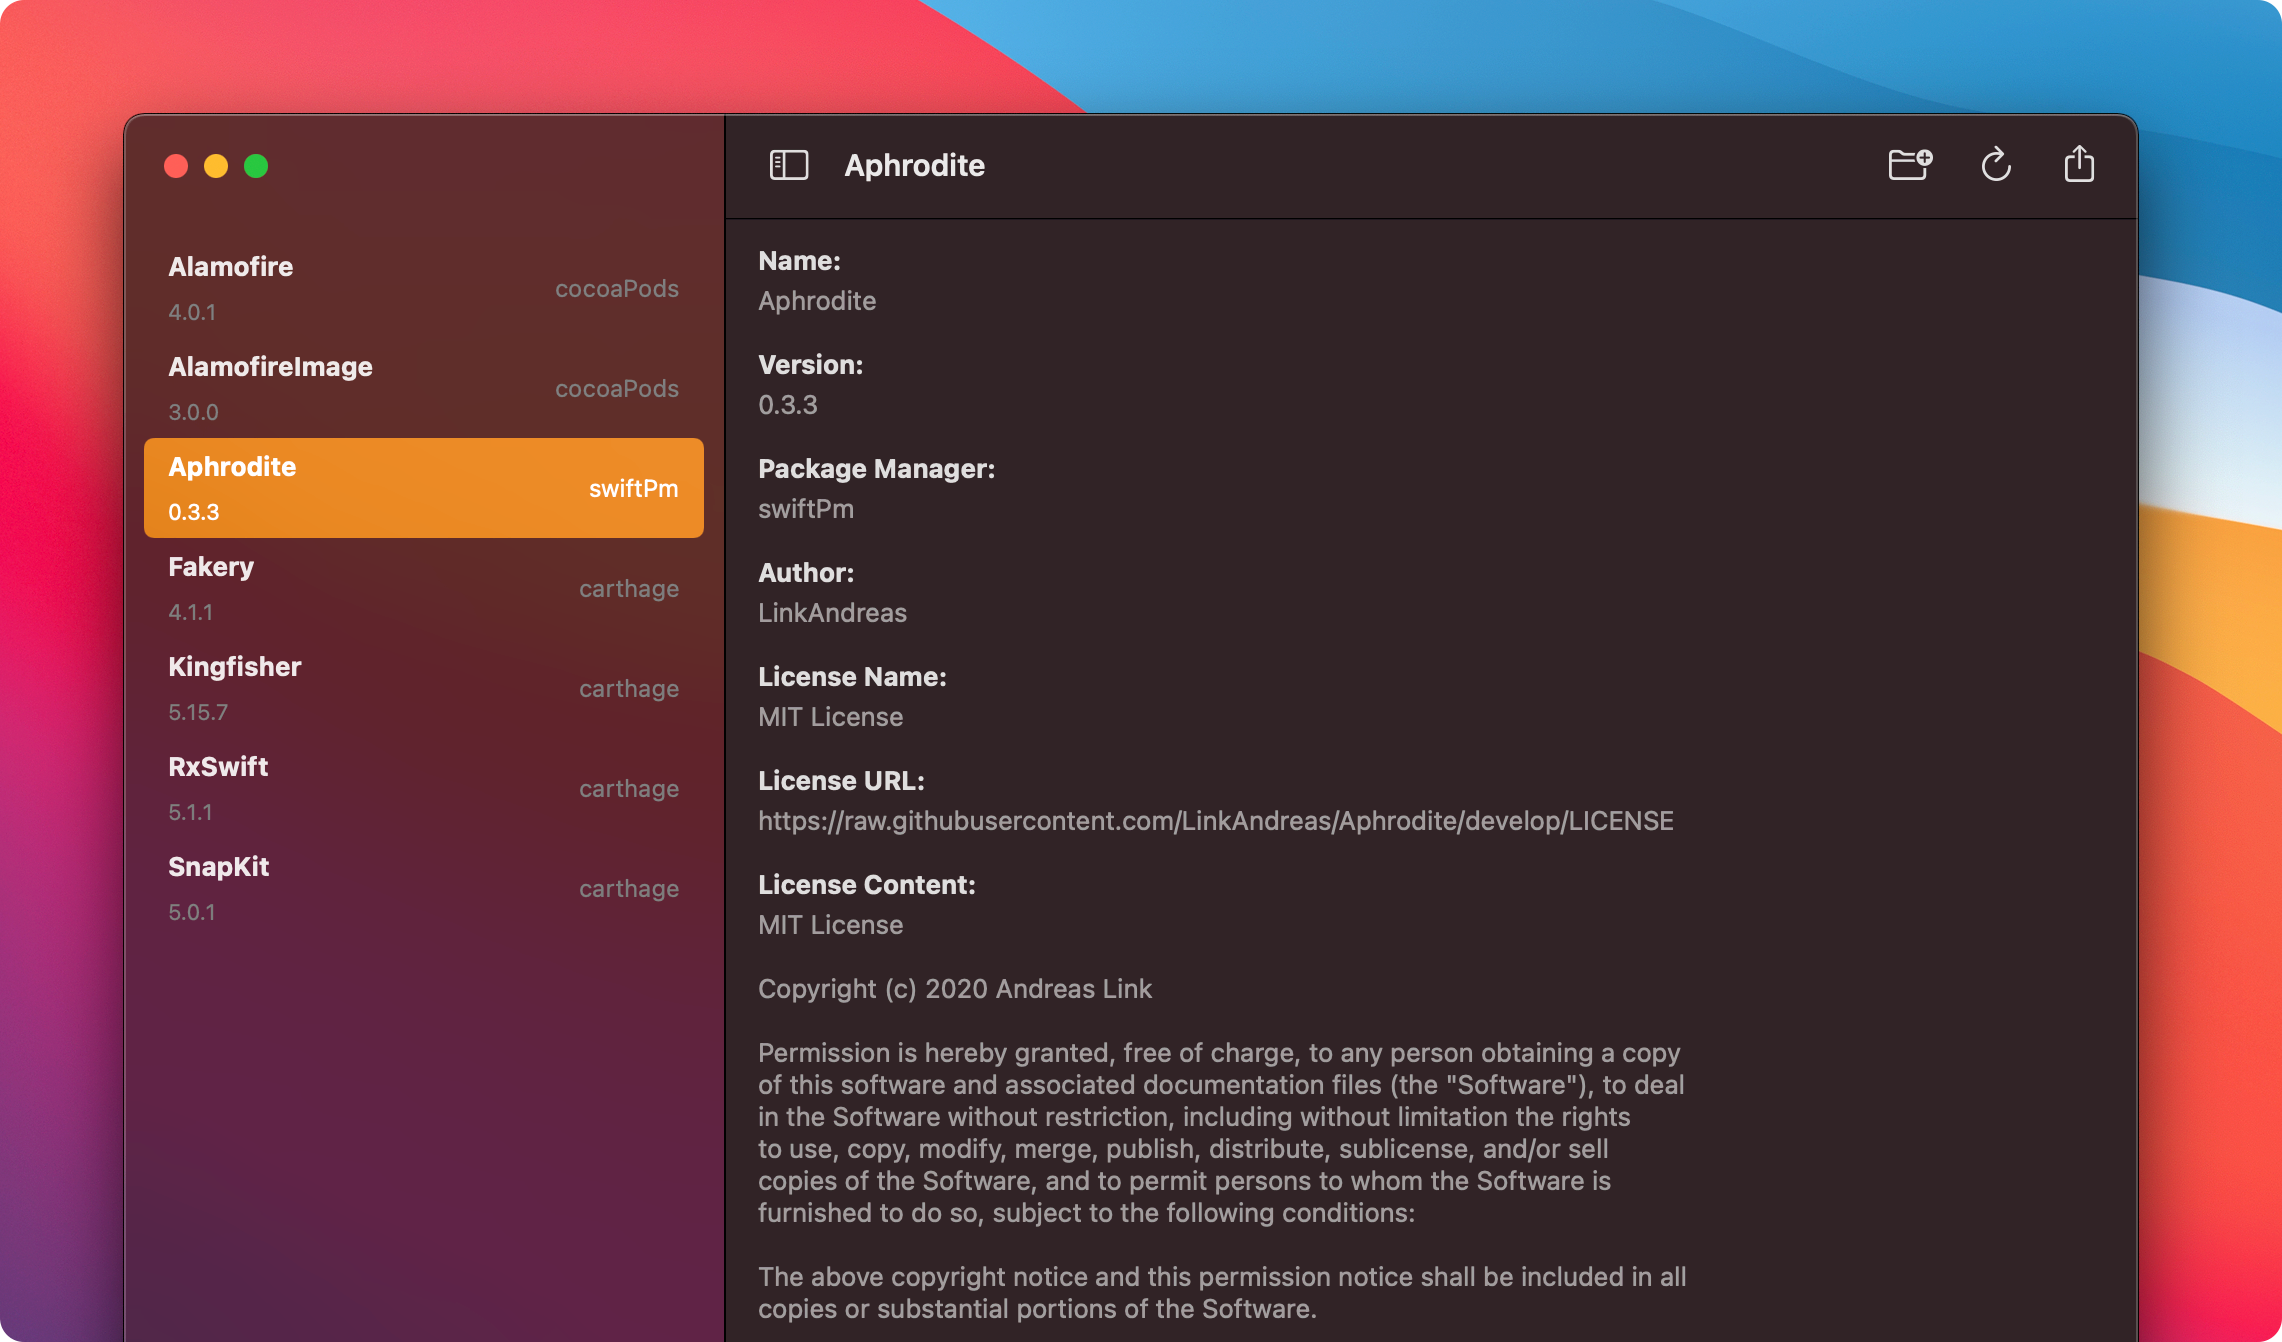 Aphrodite
Alamofire
4.0.1
cocoaPods
AlamofireImage
3.0.0
cocoaPods
Aphrodite
0.3.3
swiftPm
Fakery
4.1.1
carthage
Kingfisher
5.15.7
carthage
RxSwift
5.1.1
carthage
SnapKit
5.0.1
carthage
Name:
Aphrodite
Version:
0.3.3
Package Manager:
swiftPm
Author:
LinkAndreas
License Name:
MIT License
License URL:
https://raw.githubusercontent.com/LinkAndreas/Aphrodite/develop/LICENSE
License Content:
MIT License
Copyright (c) 2020 Andreas Link
Permission is hereby granted, free of charge, to any person obtaining a copy
of this software and associated documentation files (the "Software"), to deal
in the Software without restriction, including without limitation the rights
to use, copy, modify, merge, publish, distribute, sublicense, and/or sell
copies of the Software, and to permit persons to whom the Software is
furnished to do so, subject to the following conditions:
The above copyright notice and this permission notice shall be included in all
copies or substantial portions of the Software.